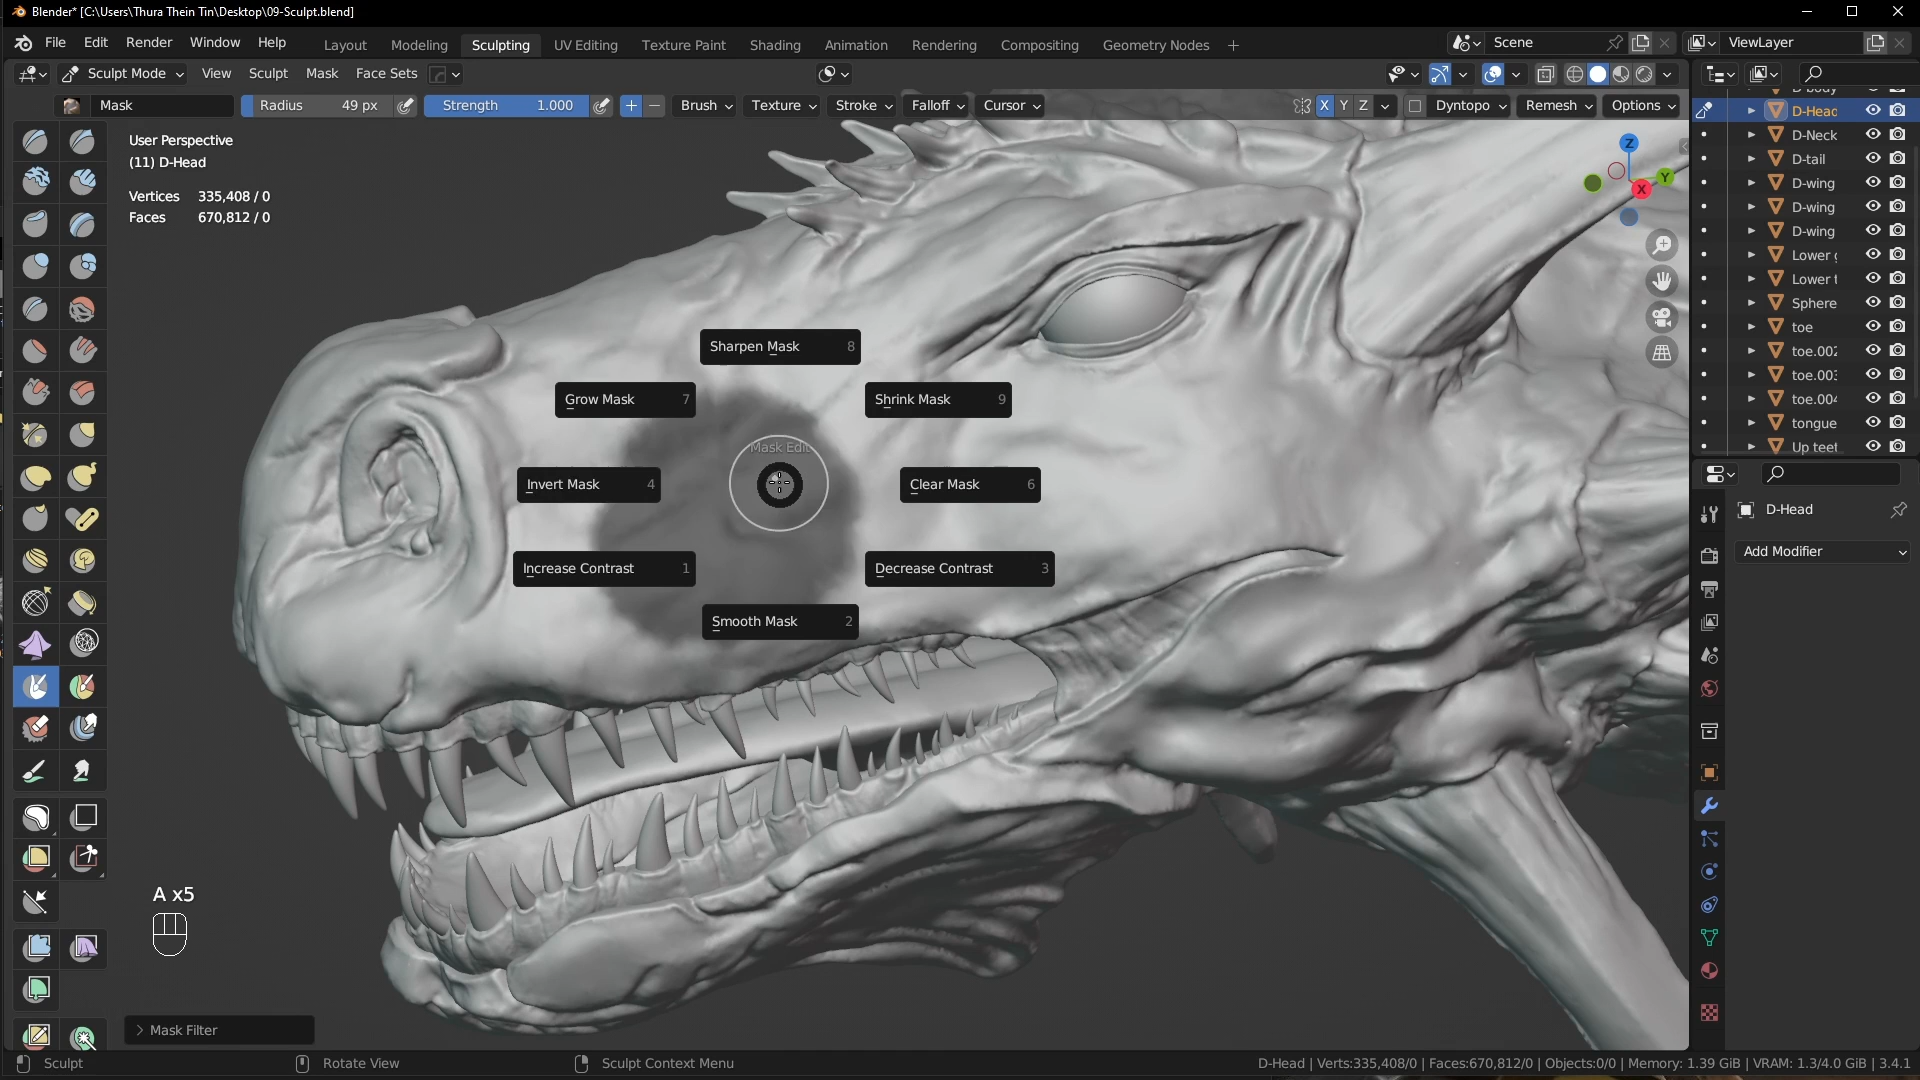 Blender* [C:\Users\Thura Thein Tin\Desktop\09-Sculpt.blend]
File Edit Render Window Help Layout Modeling Sculpting UV Editing Texture Paint Shading Animation Rendering Compositing Geometry Nodes + Scene ViewLayer
Sculpt Mode View Sculpt Mask Face Sets
Mask Radius 49 px Strength 1.000 + − Brush Texture Stroke Falloff Cursor X Y Z Dyntopo Remesh Options
User Perspective
(11) D-Head
Vertices 335,408 / 0
Faces 670,812 / 0
Z
Y
X
D-Head
D-Neck
D-tail
D-wing
D-wing
D-wing
Lower
Lower t
Sphere
toe
toe.002
toe.003
toe.004
tongue
Up teet
Sharpen Mask 8
Grow Mask 7
Shrink Mask 9
Mask Edit
Invert Mask 4
Clear Mask 6
Increase Contrast 1
Decrease Contrast 3
Smooth Mask 2
D-Head
Add Modifier
A x5
Mask Filter
Sculpt Rotate View Sculpt Context Menu D-Head | Verts:335,408/0 | Faces:670,812/0 | Objects:0/0 | Memory: 1.39 GiB | VRAM: 1.3/4.0 GiB | 3.4.1